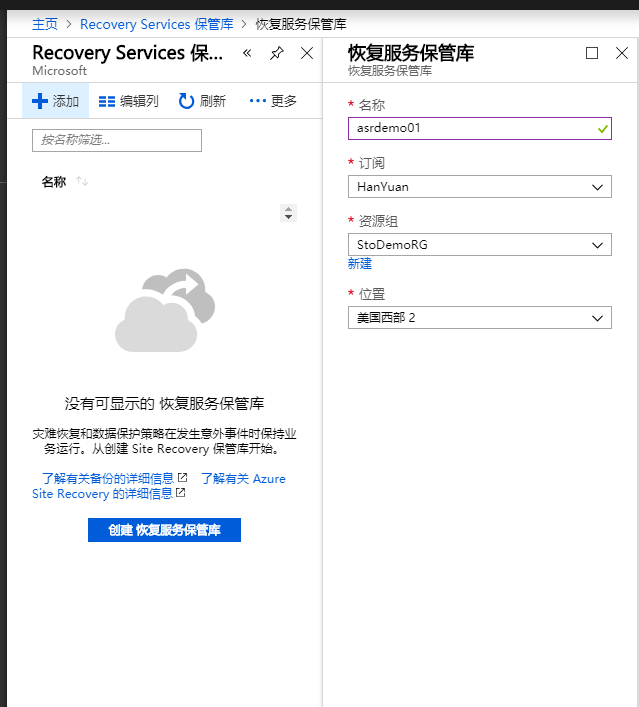 主页 > Recovery Services 保管库 > 恢复服务保管库
Recovery Services 保...
Microsoft
添加 编辑列 刷新 更多
按名称筛选...
名称
没有可显示的 恢复服务保管库
灾难恢复和数据保护策略在发生意外事件时保持业
务运行。从创建 Site Recovery 保管库开始。
了解有关备份的详细信息 了解有关 Azure
Site Recovery 的详细信息
创建 恢复服务保管库
恢复服务保管库
恢复服务保管库
* 名称
asrdemo01
* 订阅
HanYuan
* 资源组
StoDemoRG
新建
* 位置
美国西部 2